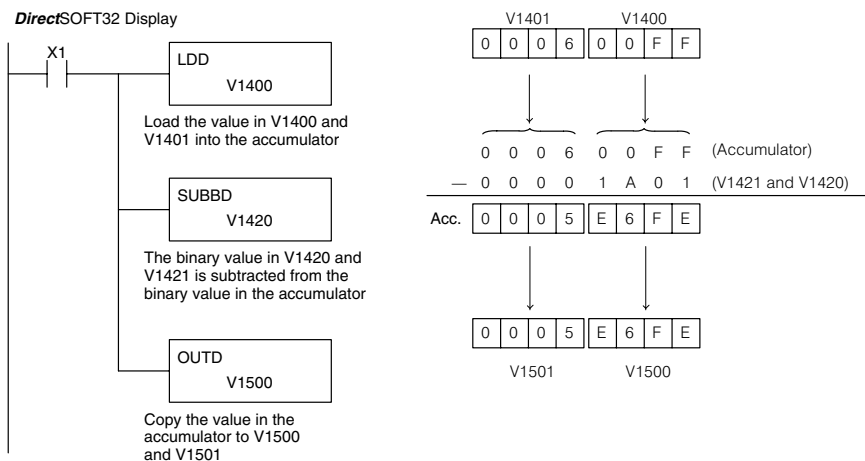 DirectSOFT32 Display
X1
LDD
V1400
Load the value in V1400 and
V1401 into the accumulator
SUBBD
V1420
The binary value in V1420 and
V1421 is subtracted from the
binary value in the accumulator
OUTD
V1500
Copy the value in the
accumulator to V1500
and V1501
V1401 V1400
0 0 0 6 0 0 F F
0 0 0 6 0 0 F F (Accumulator)
— 0 0 0 0 1 A 0 1 (V1421 and V1420)
Acc. 0 0 0 5 E 6 F E
0 0 0 5 E 6 F E
V1501 V1500